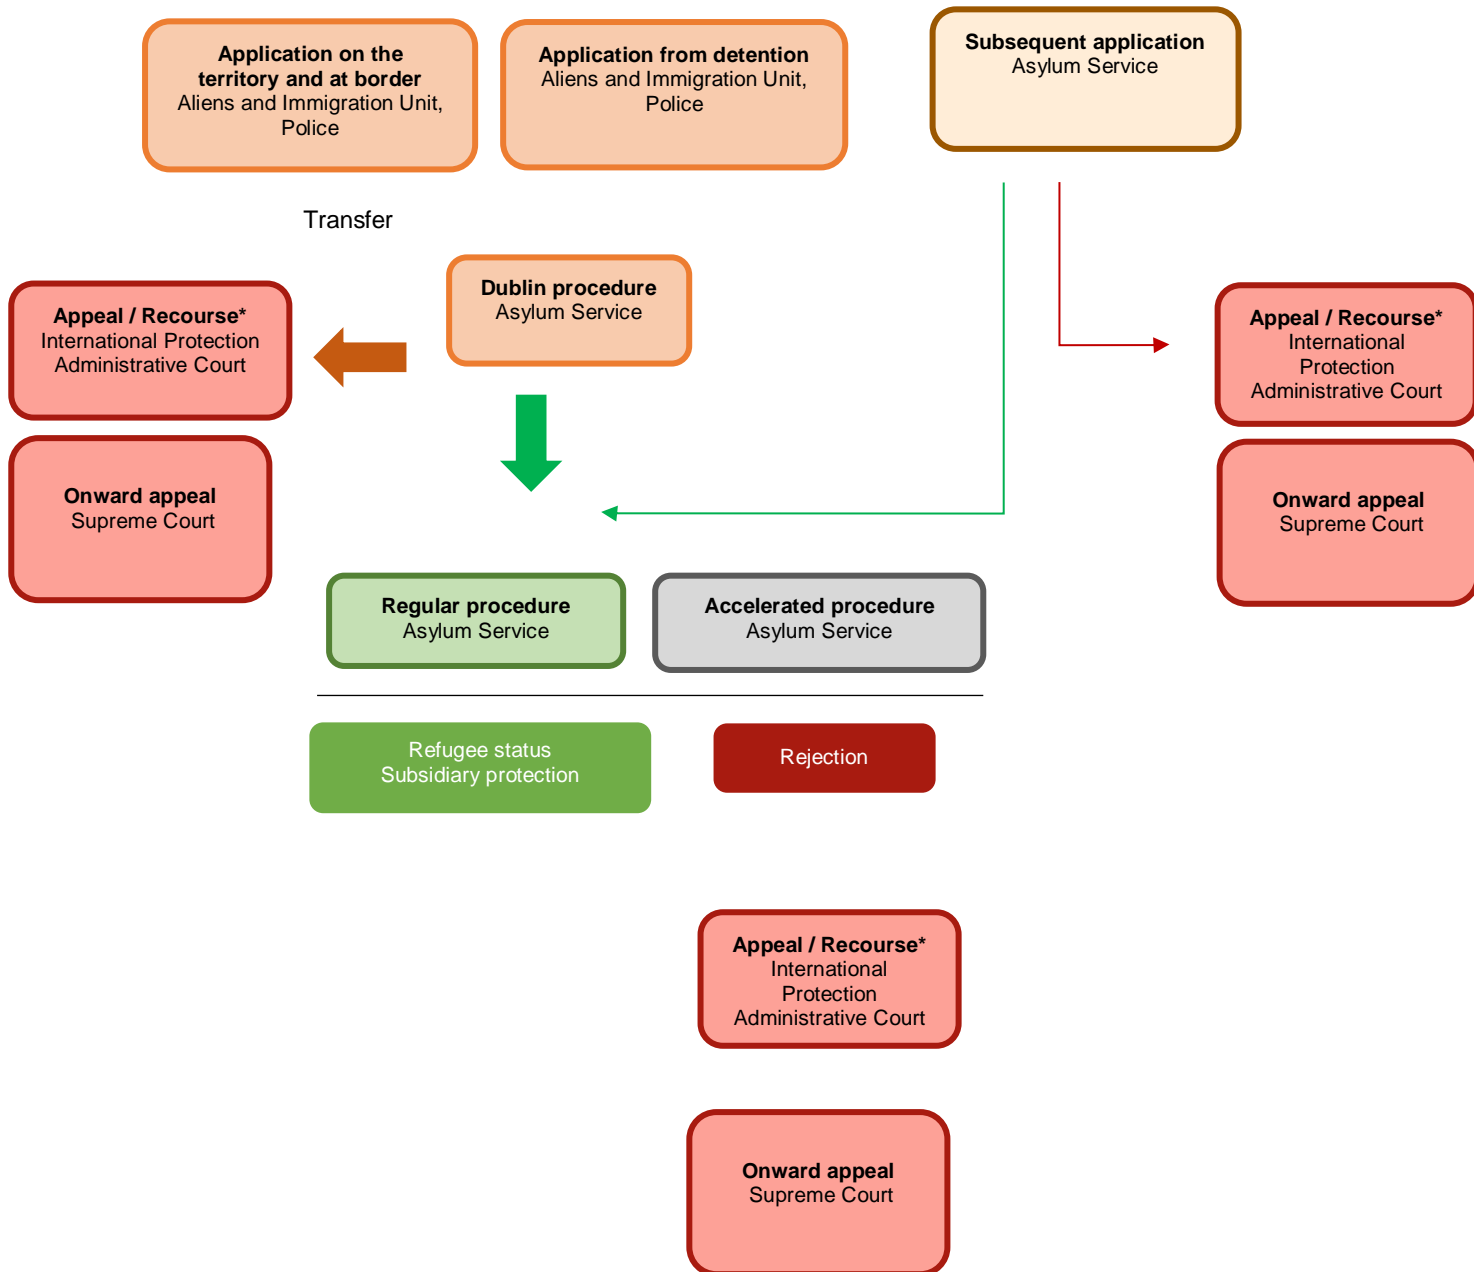 Application on the
territory and at border
Aliens and Immigration Unit,
Police
Application from detention
Aliens and Immigration Unit,
Police
Subsequent application
Asylum Service
Transfer
Dublin procedure
Asylum Service
Appeal / Recourse*
International Protection
Administrative Court
Appeal / Recourse*
International
Protection
Administrative Court
Onward appeal
Supreme Court
Onward appeal
Supreme Court
Regular procedure
Asylum Service
Accelerated procedure
Asylum Service
Refugee status
Subsidiary protection
Rejection
Appeal / Recourse*
International
Protection
Administrative Court
Onward appeal
Supreme Court